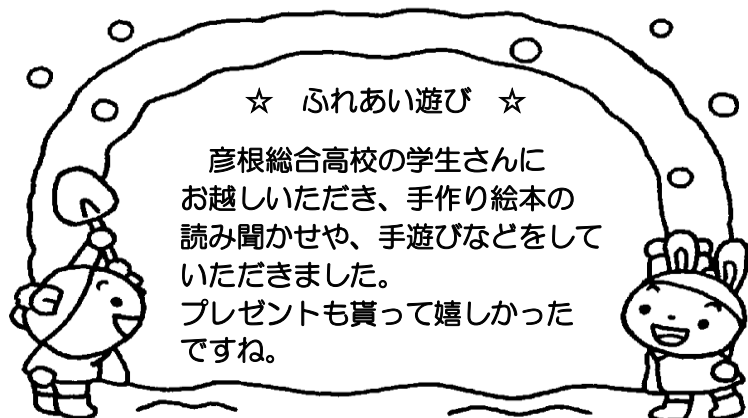 ☆ ふれあい遊び ☆
彦根総合高校の学生さんに
お越しいただき、手作り絵本の
読み聞かせや、手遊びなどをして
いただきました。
プレゼントも貰って嬉しかった
ですね。